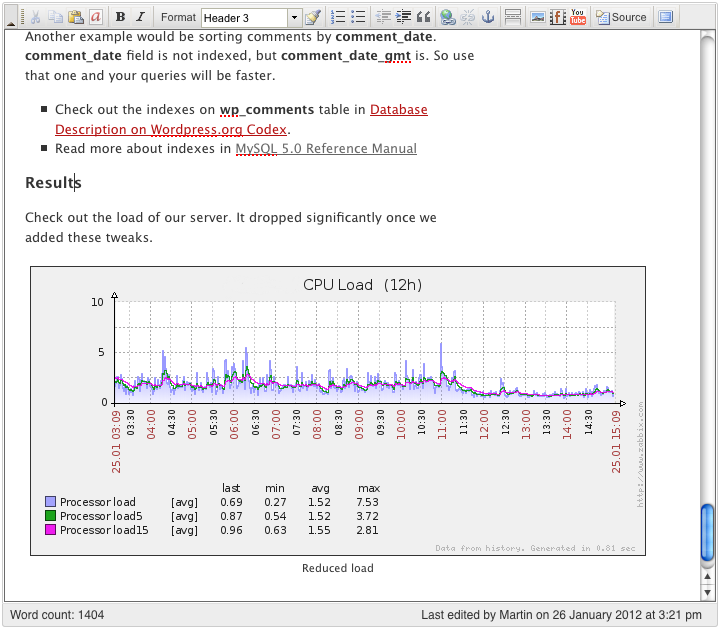 B I Format Header 3 Source
You Tube
Another example would be sorting comments by comment_date.
comment_date field is not indexed, but comment_date_gmt is. So use
that one and your queries will be faster.
Check out the indexes on wp_comments table in Database
Description on Wordpress.org Codex.
Read more about indexes in MySQL 5.0 Reference Manual
Results
Check out the load of our server. It dropped significantly once we
added these tweaks.
CPU Load (12h)
10
5
0
25.01 03:09 03:30 04:00 04:30 05:00 05:30 06:00 06:30 07:00 07:30 08:00 08:30 09:00 09:30 10:00 10:30 11:00 11:30 12:00 12:30 13:00 13:30 14:00 14:30 25.01 15:09
http://www.zabbix.com
last min avg max
Processor load [avg] 0.69 0.27 1.52 7.53
Processor load5 [avg] 0.87 0.54 1.52 3.72
Processor load15 [avg] 0.96 0.63 1.55 2.81
Data from history. Generated in 0.81 sec
Reduced load
Word count: 1404 Last edited by Martin on 26 January 2012 at 3:21 pm